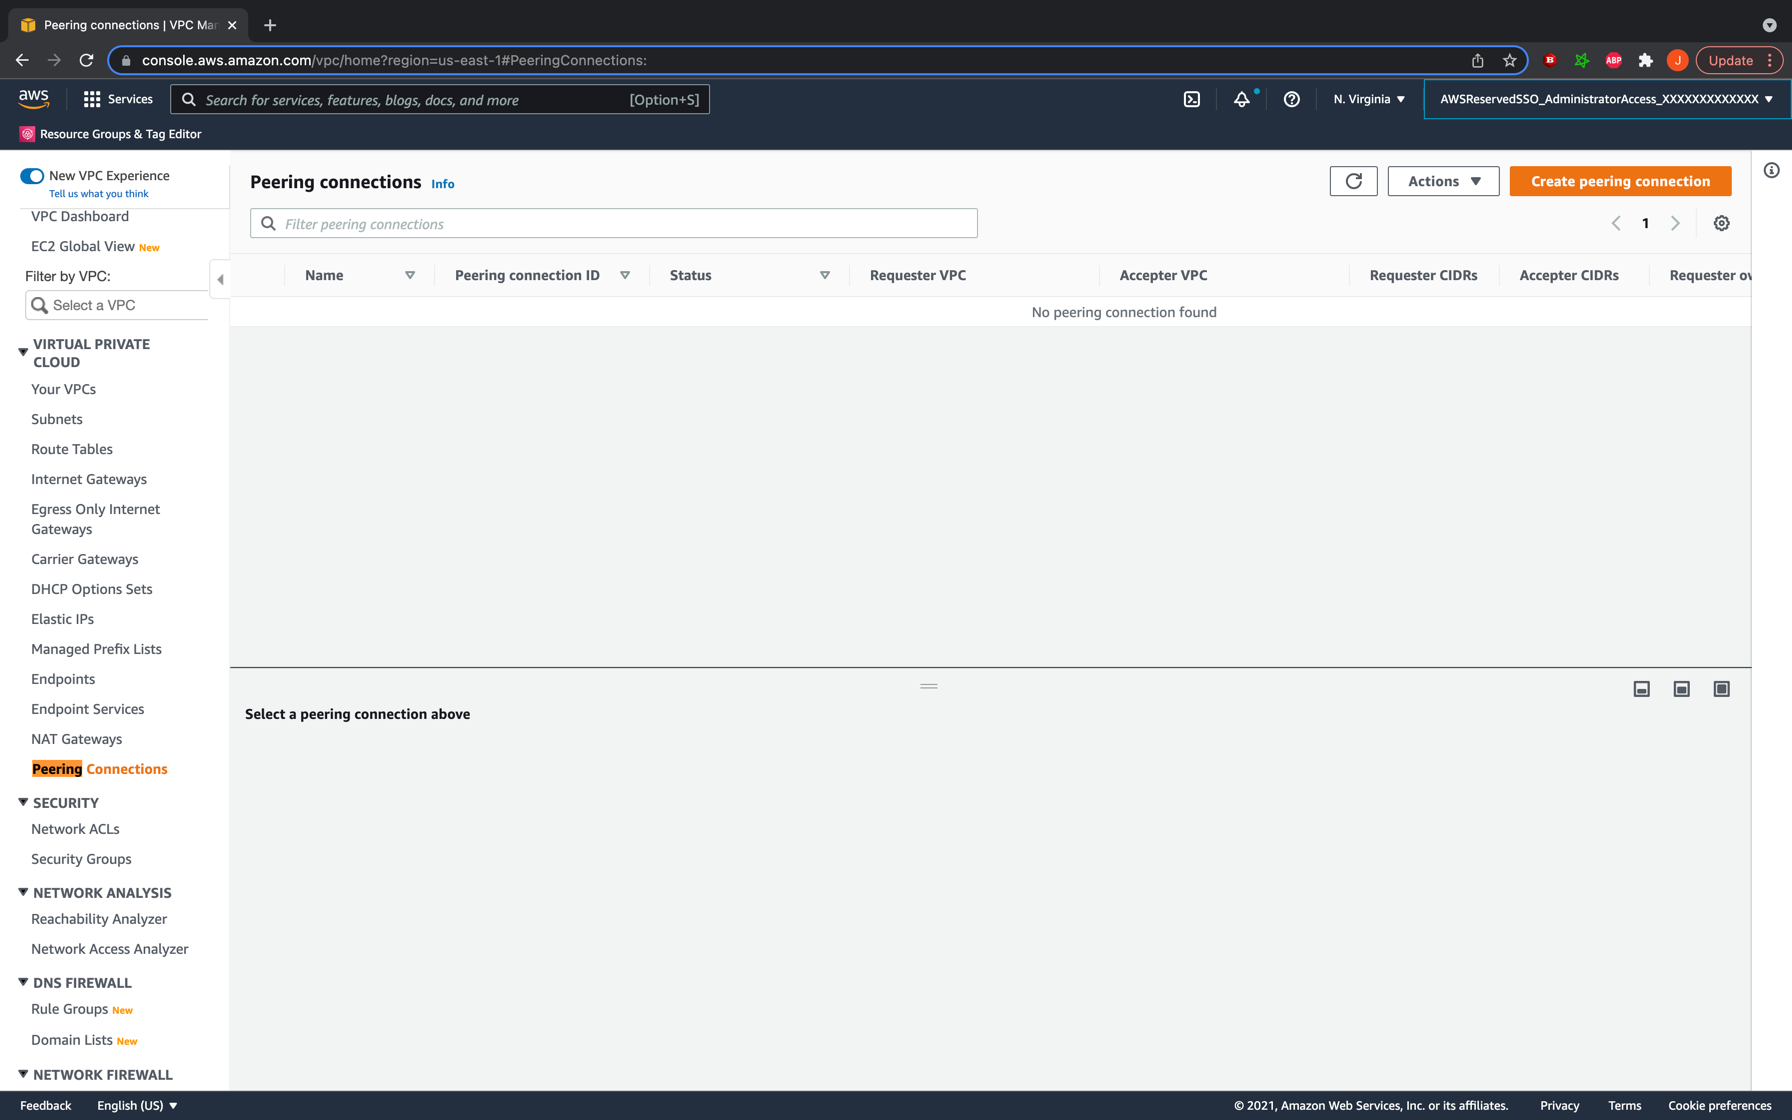 Peering connections | VPC Mar
console.aws.amazon.com/vpc/home?region=us-east-1#PeeringConnections:
ABP
J
Update
aws
Services
Search for services, features, blogs, docs, and more
[Option+S]
N. Virginia
AWSReservedSSO_AdministratorAccess_XXXXXXXXXXXXX
Resource Groups & Tag Editor
New VPC Experience
Tell us what you think
VPC Dashboard
EC2 Global View New
Filter by VPC:
Select a VPC
VIRTUAL PRIVATE
CLOUD
Your VPCs
Subnets
Route Tables
Internet Gateways
Egress Only Internet
Gateways
Carrier Gateways
DHCP Options Sets
Elastic IPs
Managed Prefix Lists
Endpoints
Endpoint Services
NAT Gateways
Peering Connections
SECURITY
Network ACLs
Security Groups
NETWORK ANALYSIS
Reachability Analyzer
Network Access Analyzer
DNS FIREWALL
Rule Groups New
Domain Lists New
NETWORK FIREWALL
Peering connections Info
Actions
Create peering connection
Filter peering connections
1
Name
Peering connection ID
Status
Requester VPC
Accepter VPC
Requester CIDRs
Accepter CIDRs
Requester ow
No peering connection found
Select a peering connection above
Feedback
English (US)
© 2021, Amazon Web Services, Inc. or its affiliates.
Privacy
Terms
Cookie preferences